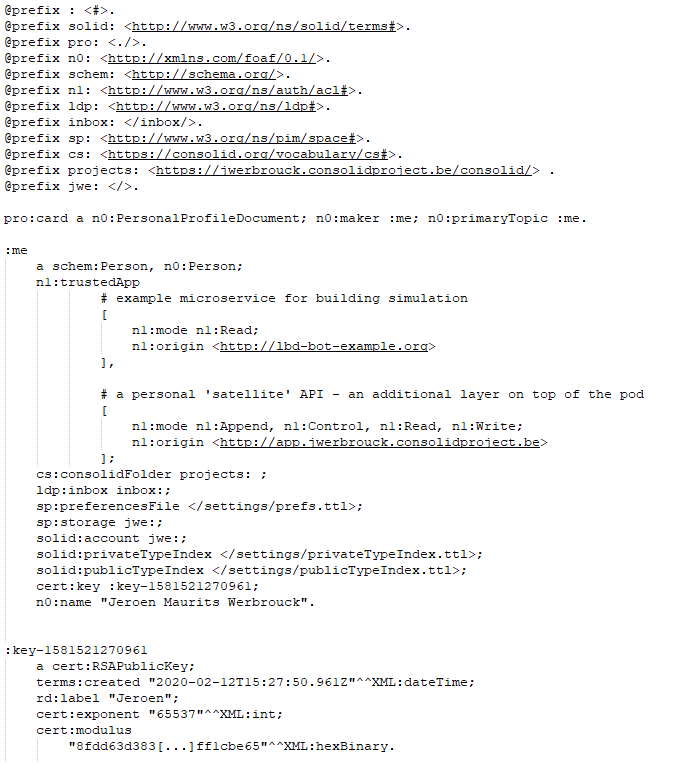 @prefix : <#>.
@prefix solid: <http://www.w3.org/ns/solid/terms#>.
@prefix pro: <./>.
@prefix n0: <http://xmlns.com/foaf/0.1/>.
@prefix schem: <http://schema.org/>.
@prefix n1: <http://www.w3.org/ns/auth/acl#>.
@prefix ldp: <http://www.w3.org/ns/ldp#>.
@prefix inbox: </inbox/>.
@prefix sp: <http://www.w3.org/ns/pim/space#>.
@prefix cs: <https://consolid.org/vocabulary/cs#>.
@prefix projects: <https://jwerbrouck.consolidproject.be/consolid/> .
@prefix jwe: </>.

pro:card a n0:PersonalProfileDocument; n0:maker :me; n0:primaryTopic :me.

:me
    a schem:Person, n0:Person;
    n1:trustedApp
            # example microservice for building simulation
            [
                n1:mode n1:Read;
                n1:origin <http://lbd-bot-example.org>
            ],

            # a personal 'satellite' API - an additional layer on top of the pod
            [
                n1:mode n1:Append, n1:Control, n1:Read, n1:Write;
                n1:origin <http://app.jwerbrouck.consolidproject.be>
            ];
    cs:consolidFolder projects: ;
    ldp:inbox inbox:;
    sp:preferencesFile </settings/prefs.ttl>;
    sp:storage jwe:;
    solid:account jwe:;
    solid:privateTypeIndex </settings/privateTypeIndex.ttl>;
    solid:publicTypeIndex </settings/publicTypeIndex.ttl>;
    cert:key :key-1581521270961;
    n0:name "Jeroen Maurits Werbrouck".

:key-1581521270961
    a cert:RSAPublicKey;
    terms:created "2020-02-12T15:27:50.961Z"^^XML:dateTime;
    rd:label "Jeroen";
    cert:exponent "65537"^^XML:int;
    cert:modulus
        "8fdd63d383[...]ff1cbe65"^^XML:hexBinary.